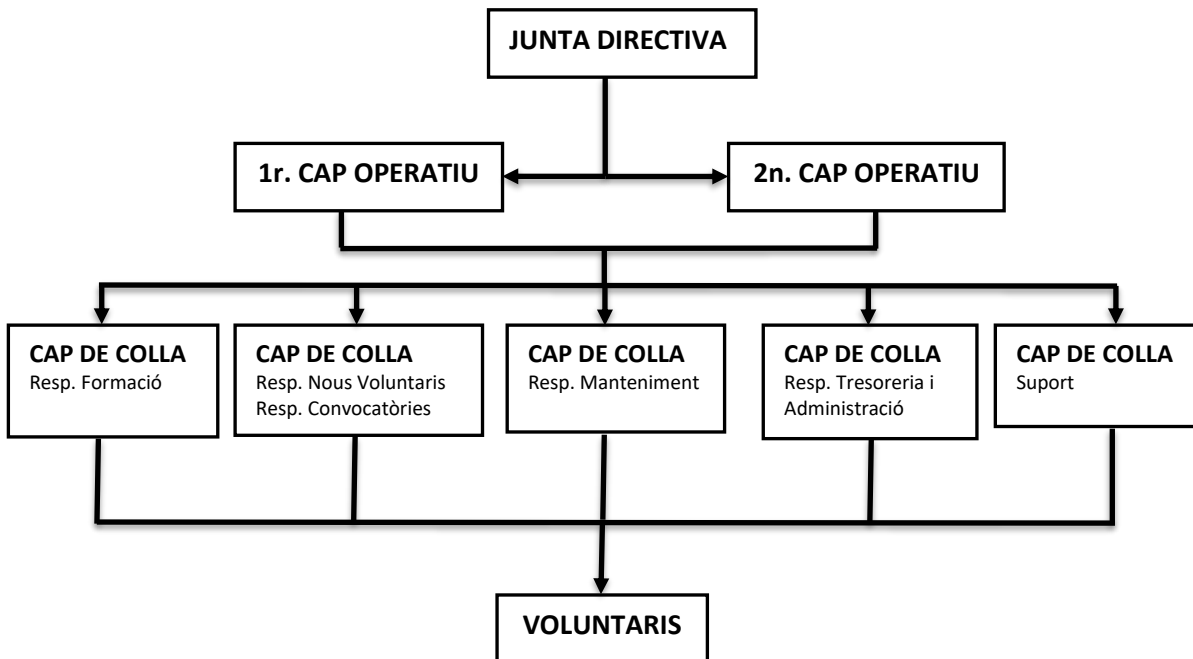 JUNTA DIRECTIVA
1r. CAP OPERATIU
2n. CAP OPERATIU
CAP DE COLLA
Resp. Formació
CAP DE COLLA
Resp. Nous Voluntaris
Resp. Convocatòries
CAP DE COLLA
Resp. Manteniment
CAP DE COLLA
Resp. Tresoreria i
Administració
CAP DE COLLA
Suport
VOLUNTARIS